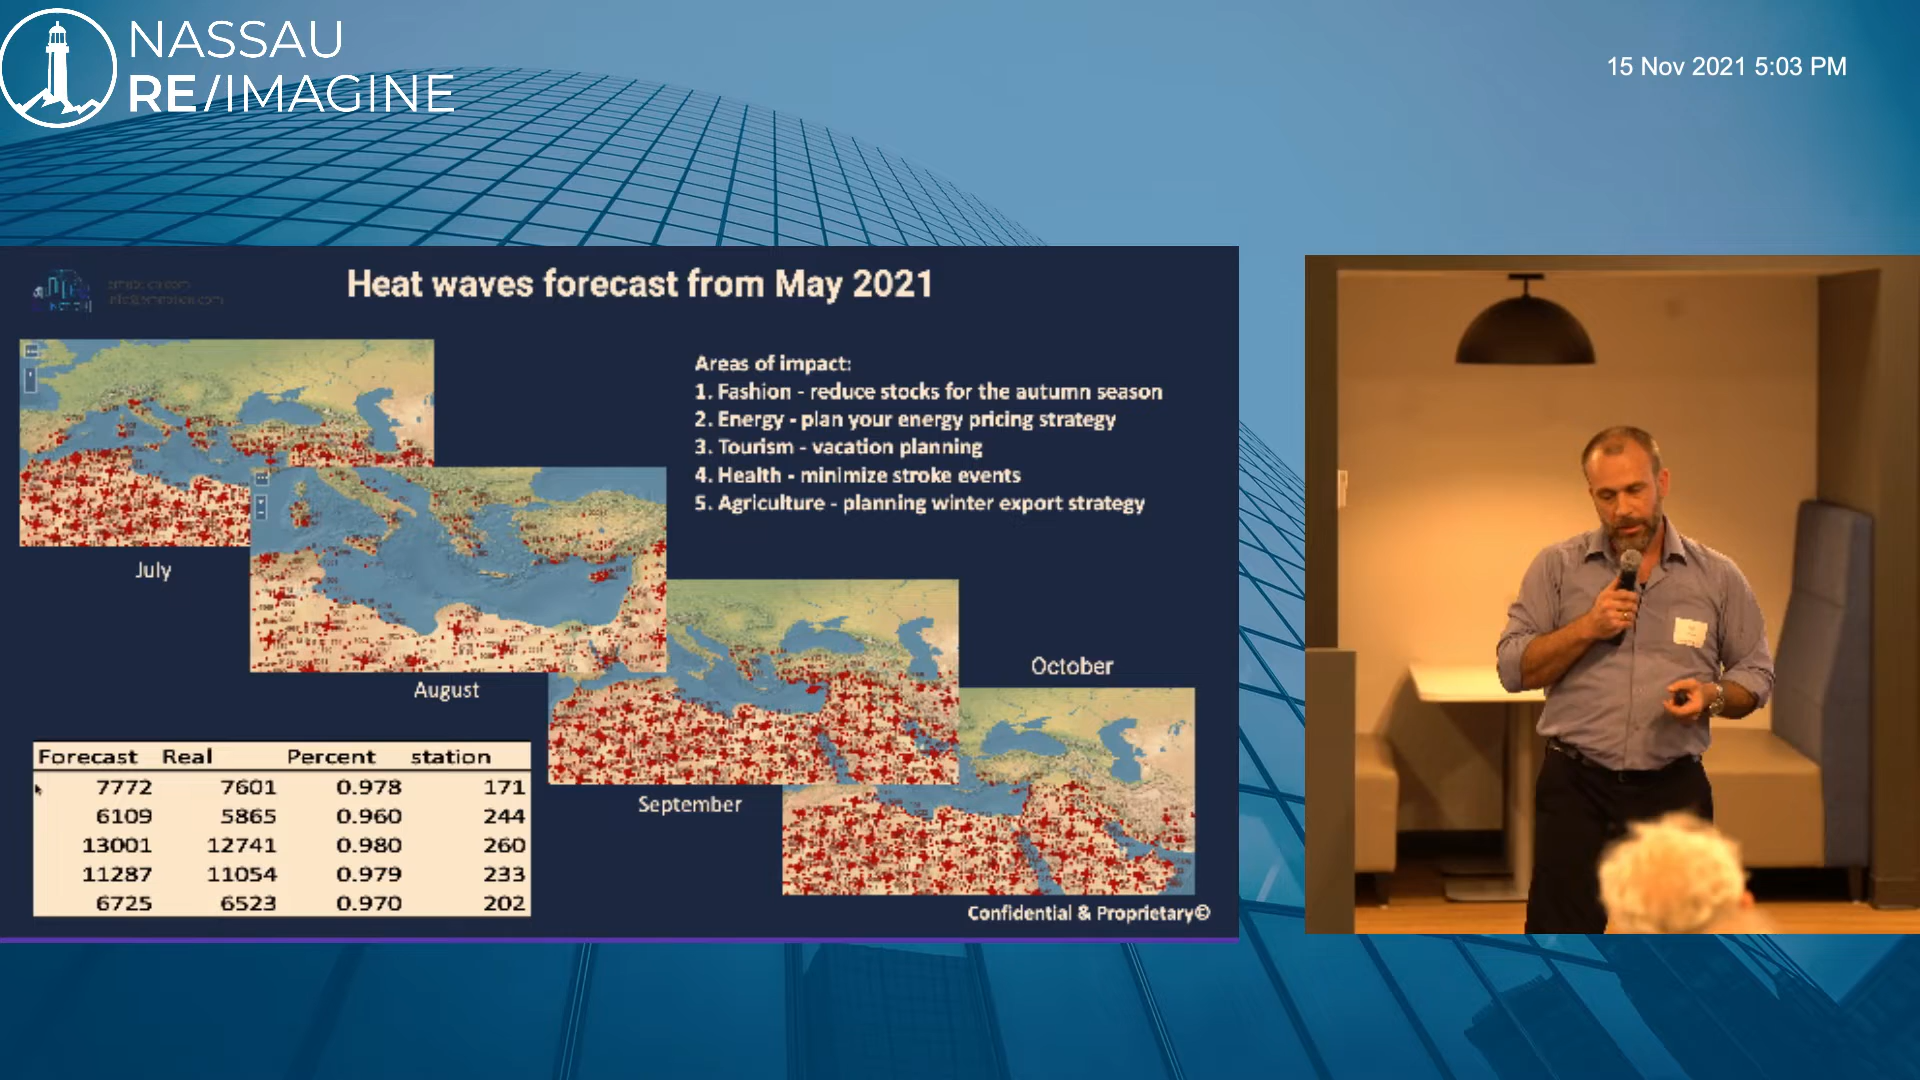 NASSAU
RE/IMAGINE
15 Nov 2021 5:03 PM
Heat waves forecast from May 2021
Areas of impact:
1. Fashion - reduce stocks for the autumn season
2. Energy - plan your energy pricing strategy
3. Tourism - vacation planning
4. Health - minimize stroke events
5. Agriculture - planning winter export strategy
July
August
September
October
Forecast Real Percent station
7772 7601 0.978 171
6109 5865 0.960 244
13001 12741 0.980 260
11287 11054 0.979 233
6725 6523 0.970 202
Confidential & Proprietary©